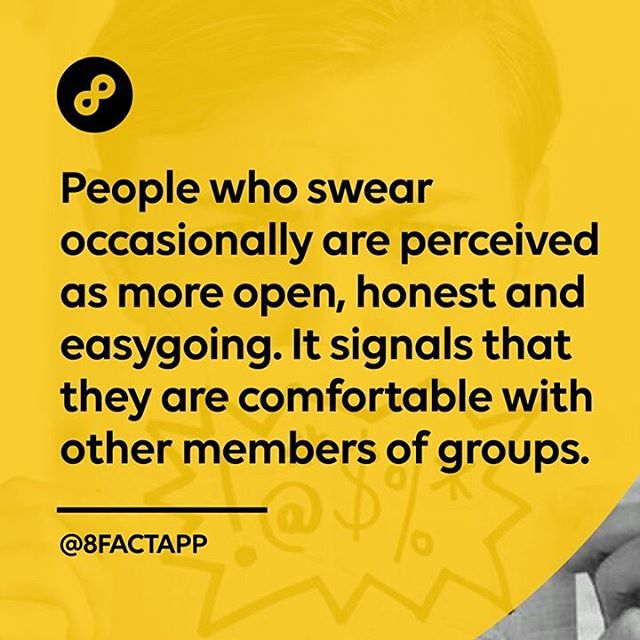 People who swear
occasionally are perceived
as more open, honest and
easygoing. It signals that
they are comfortable with
other members of groups.
!@$%*!
@8FACTAPP